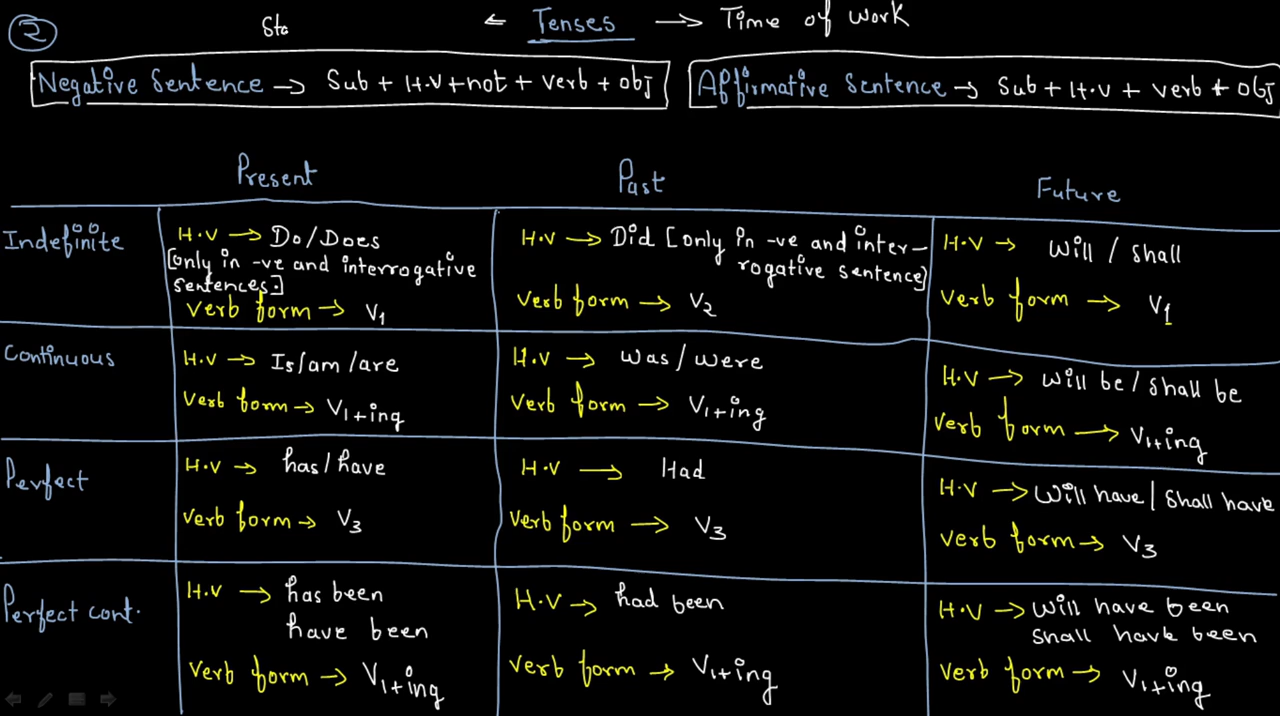 2
Sta ← Tenses → Time of work
Negative Sentence → Sub + H.V + not + verb + obj
Affirmative Sentence → Sub + H.V + verb + obj
Present Past Future
Indefinite
H.V → Do/Does
[only in -ve and interrogative
sentences.]
Verb form → V1
H.V → Did [only in -ve and inter-
rogative sentence]
Verb form → V2
H.V → will / shall
Verb form → V1
Continuous
H.V → Is/am/are
Verb form → V1+ing
H.V → was/were
Verb form → V1+ing
H.V → will be/shall be
Verb form → V1+ing
Perfect
H.V → has/have
Verb form → V3
H.V → Had
Verb form → V3
H.V → will have/shall have
Verb form → V3
Perfect cont.
H.V → has been
have been
Verb form → V1+ing
H.V → had been
Verb form → V1+ing
H.V → will have been
shall have been
Verb form → V1+ing